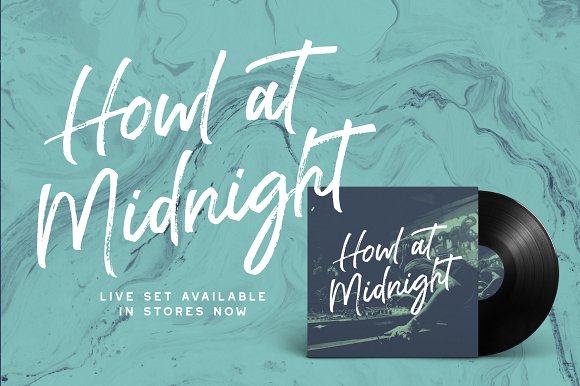 Howl at
Midnight
LIVE SET AVAILABLE
IN STORES NOW
Howl at
Midnight